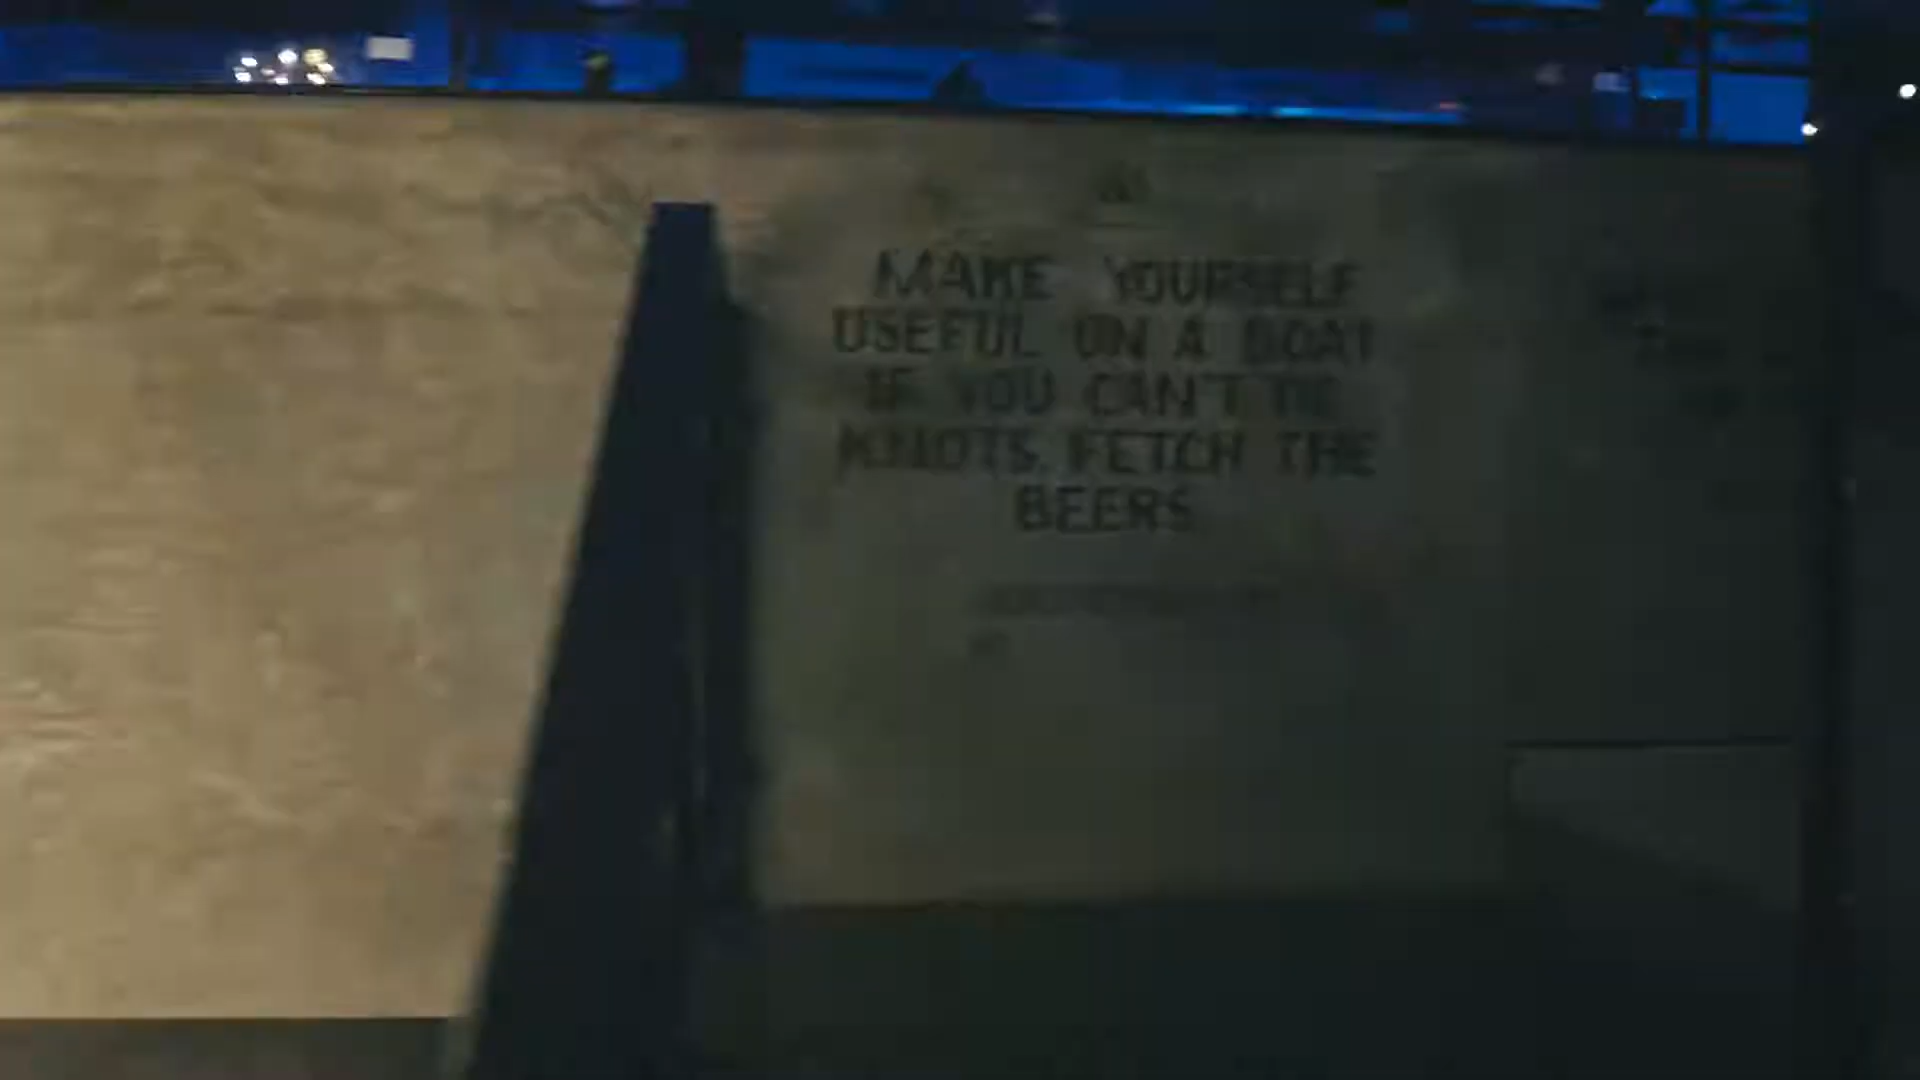 MAKE YOURSELF
USEFUL ON A BOAT
IF YOU CAN'T TIE
KNOTS, FETCH THE
BEERS